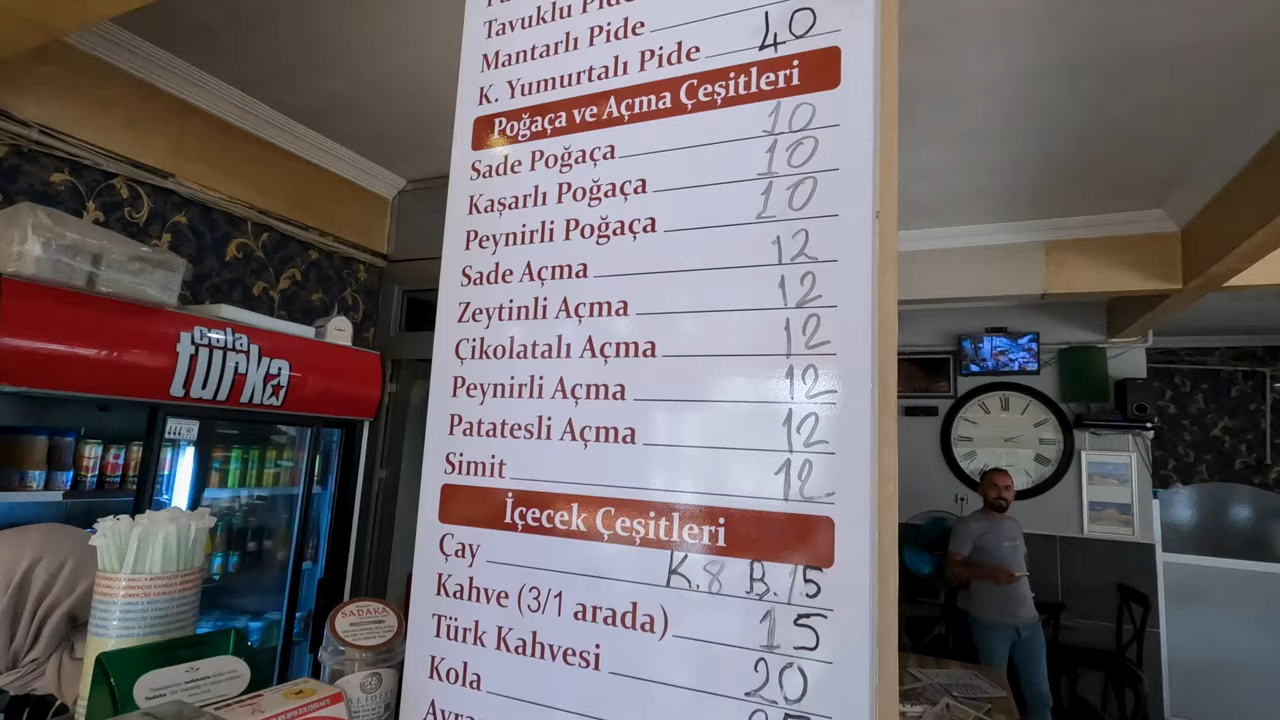 Tavuklu Pide
Mantarlı Pide
K. Yumurtalı Pide 40
Poğaça ve Açma Çeşitleri
Sade Poğaça 10
Kaşarlı Poğaça 10
Peynirli Poğaça 10
Sade Açma 12
Zeytinli Açma 12
Çikolatalı Açma 12
Peynirli Açma 12
Patatesli Açma 12
Simit 12
İçecek Çeşitleri
Çay K.8 B.15
Kahve (3/1 arada) 15
Türk Kahvesi 20
Kola
cola
turka
444
SADAKA